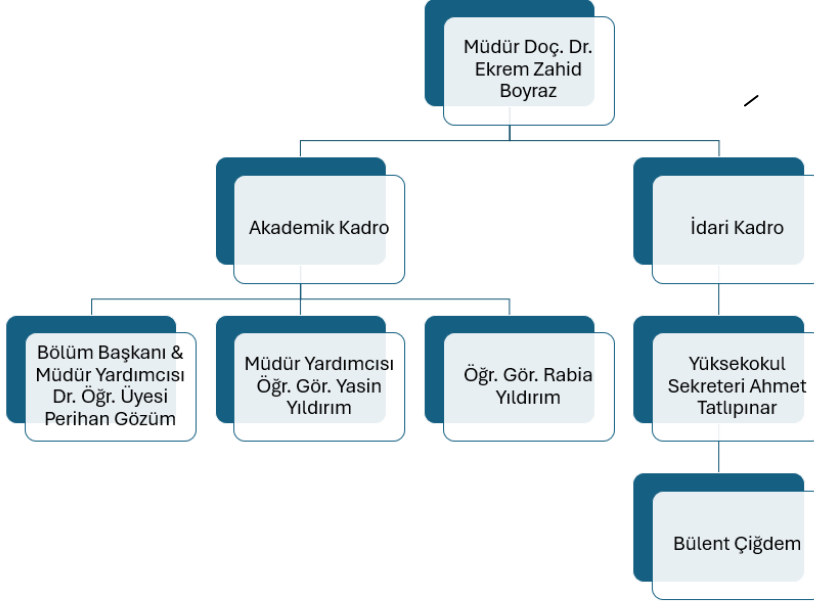 Müdür Doç. Dr.
Ekrem Zahid
Boyraz
Akademik Kadro
İdari Kadro
Bölüm Başkanı &
Müdür Yardımcısı
Dr. Öğr. Üyesi
Perihan Gözüm
Müdür Yardımcısı
Öğr. Gör. Yasin
Yıldırım
Öğr. Gör. Rabia
Yıldırım
Yüksekokul
Sekreteri Ahmet
Tatlıpınar
Bülent Çiğdem